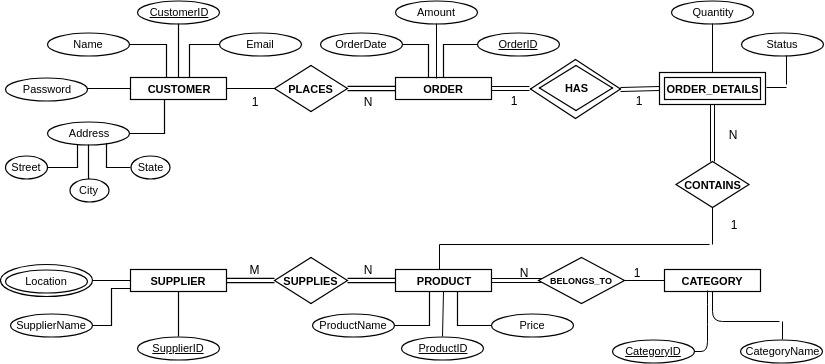 CustomerID
Amount
Quantity
Name
Email
OrderDate
OrderID
Status
Password
CUSTOMER
PLACES
ORDER
HAS
ORDER_DETAILS
1
N
1
1
Address
N
Street
State
City
CONTAINS
1
M
N
N
1
Location
SUPPLIER
SUPPLIES
PRODUCT
BELONGS_TO
CATEGORY
SupplierName
ProductName
Price
SupplierID
ProductID
CategoryID
CategoryName